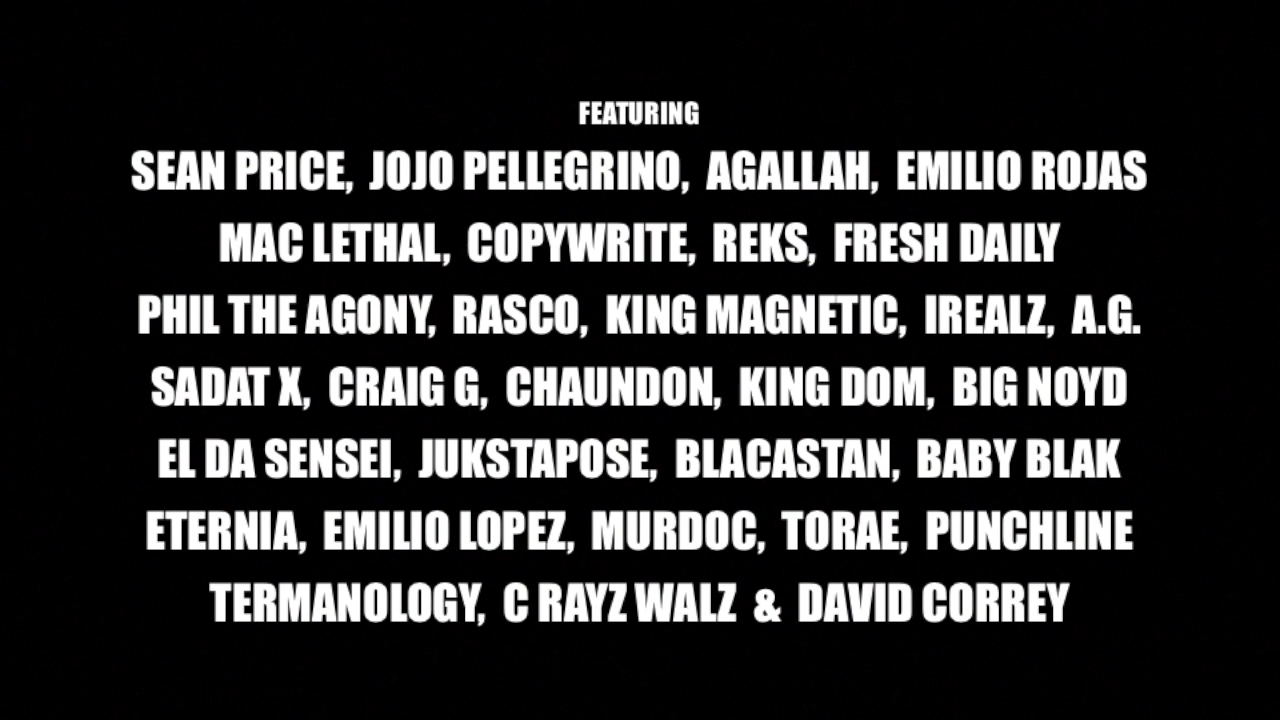 FEATURING
SEAN PRICE, JOJO PELLEGRINO, AGALLAH, EMILIO ROJAS
MAC LETHAL, COPYWRITE, REKS, FRESH DAILY
PHIL THE AGONY, RASCO, KING MAGNETIC, IREALZ, A.G.
SADAT X, CRAIG G, CHAUNDON, KING DOM, BIG NOYD
EL DA SENSEI, JUKSTAPOSE, BLACASTAN, BABY BLAK
ETERNIA, EMILIO LOPEZ, MURDOC, TORAE, PUNCHLINE
TERMANOLOGY, C RAYZ WALZ & DAVID CORREY